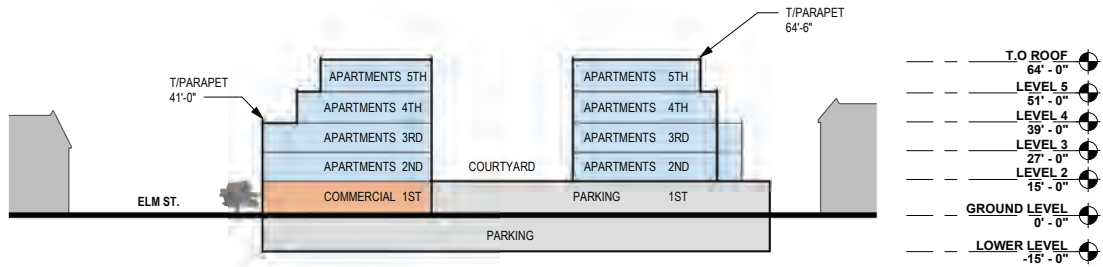 T/PARAPET
64'-6"
T/PARAPET
41'-0"
APARTMENTS 5TH
APARTMENTS 4TH
APARTMENTS 3RD
APARTMENTS 2ND
COMMERCIAL 1ST
COURTYARD
APARTMENTS 5TH
APARTMENTS 4TH
APARTMENTS 3RD
APARTMENTS 2ND
PARKING 1ST
ELM ST.
PARKING
T.O ROOF
64' - 0"
LEVEL 5
51' - 0"
LEVEL 4
39' - 0"
LEVEL 3
27' - 0"
LEVEL 2
15' - 0"
GROUND LEVEL
0' - 0"
LOWER LEVEL
-15' - 0"